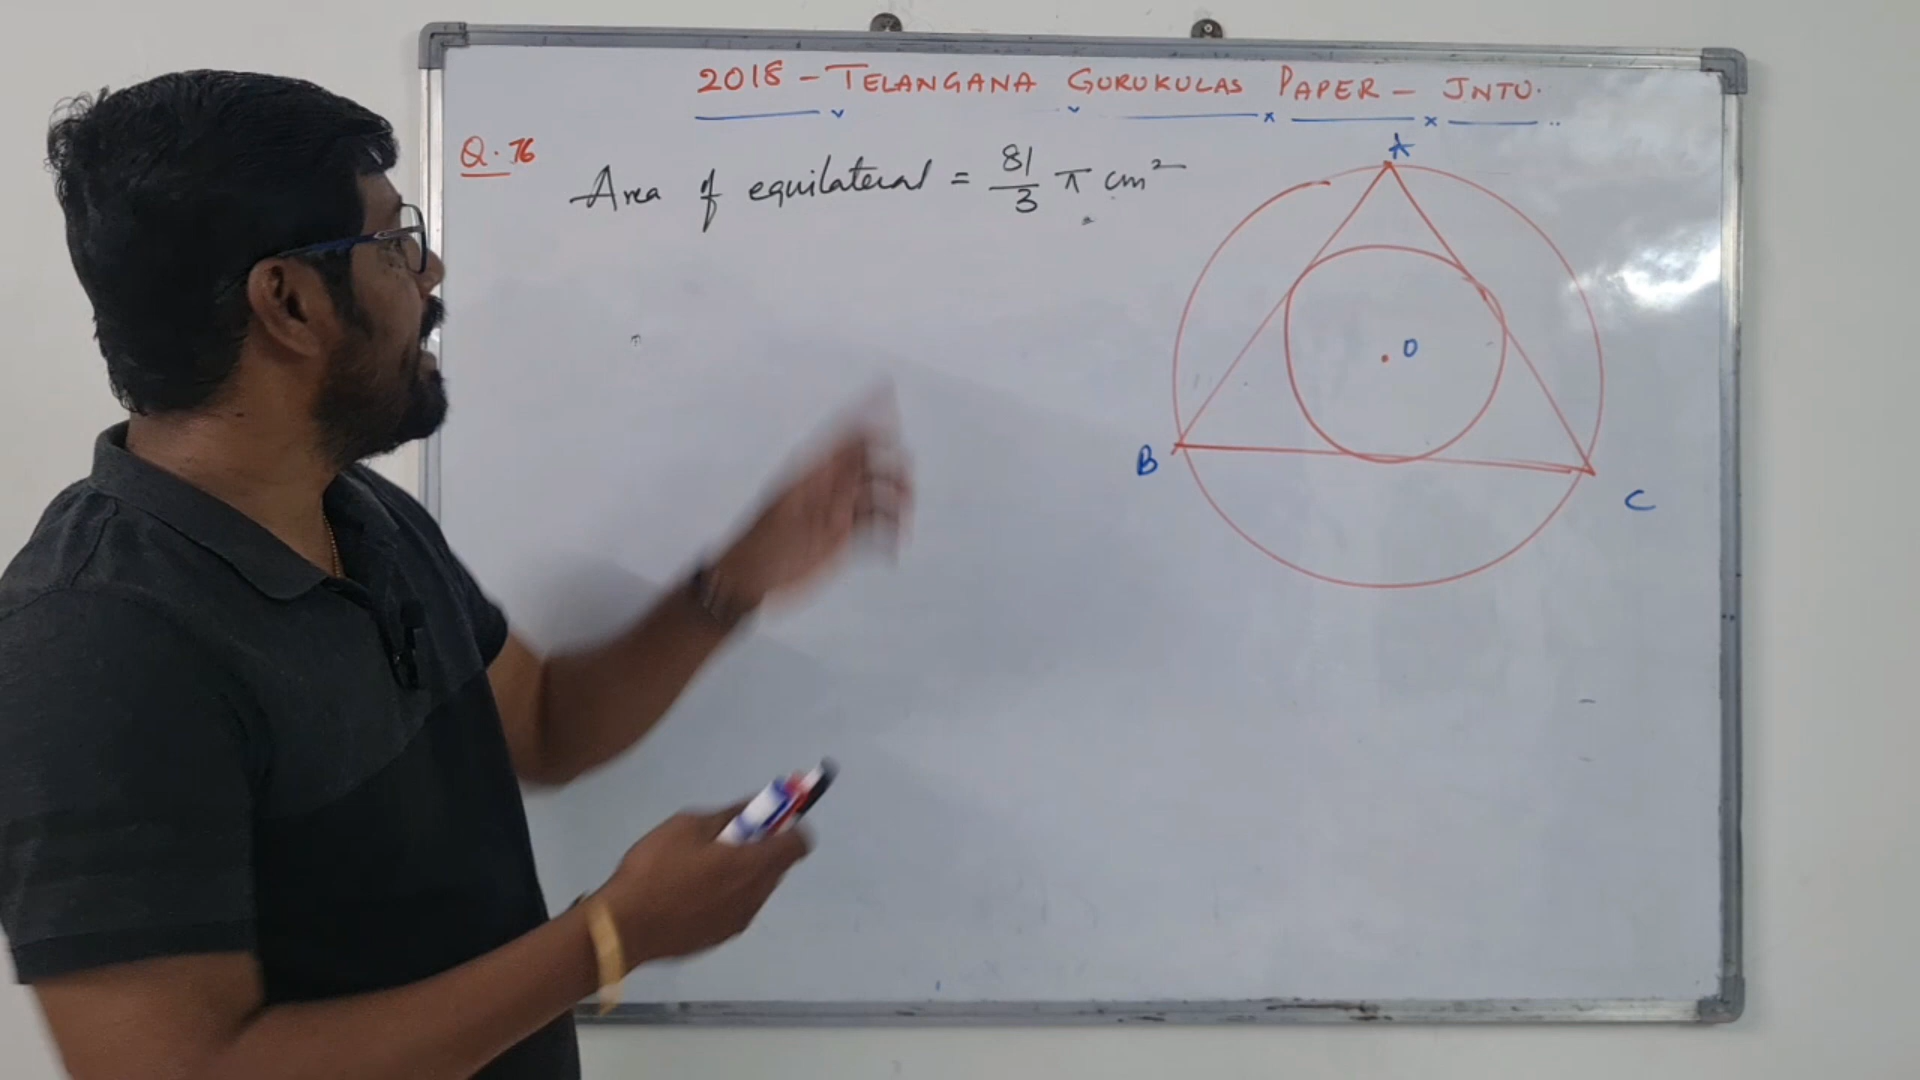 2018 - TELANGANA GURUKULAS PAPER - JNTU.
Q. 76
Area of equilateral = 81/3 π cm²
A
O
B
C